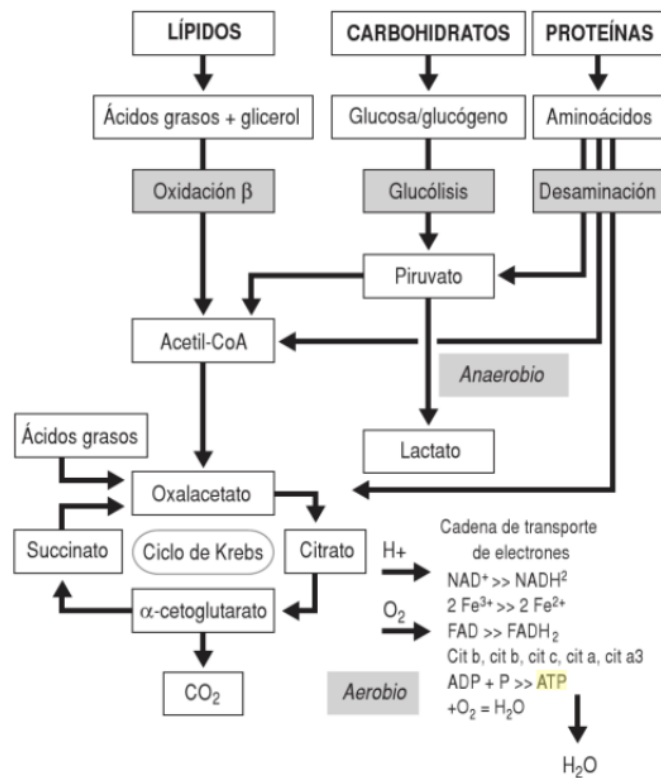 LÍPIDOS
CARBOHIDRATOS
PROTEÍNAS
Ácidos grasos + glicerol
Glucosa/glucógeno
Aminoácidos
Oxidación β
Glucólisis
Desaminación
Piruvato
Acetil-CoA
Anaerobio
Ácidos grasos
Lactato
Oxalacetato
Succinato
Ciclo de Krebs
Citrato
α-cetoglutarato
CO₂
H+
O₂
Aerobio
Cadena de transporte
de electrones
NAD⁺ >> NADH²
2 Fe³⁺ >> 2 Fe²⁺
FAD >> FADH₂
Cit b, cit b, cit c, cit a, cit a3
ADP + P >> ATP
+O₂ = H₂O
H₂O